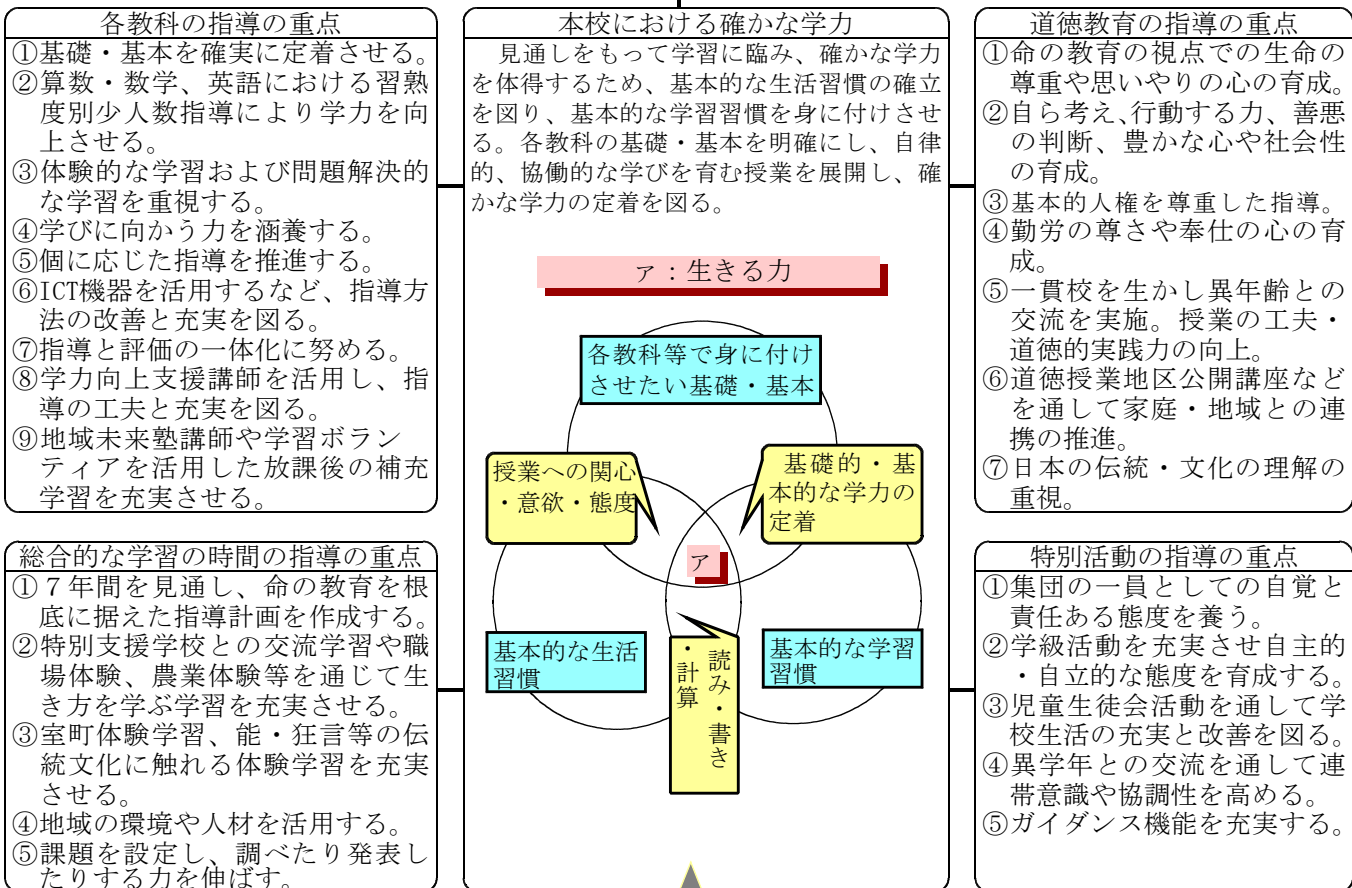 各教科の指導の重点
①基礎・基本を確実に定着させる。
②算数・数学、英語における習熟
度別少人数指導により学力を向
上させる。
③体験的な学習および問題解決的
な学習を重視する。
④学びに向かう力を涵養する。
⑤個に応じた指導を推進する。
⑥ICT機器を活用するなど、指導方
法の改善と充実を図る。
⑦指導と評価の一体化に努める。
⑧学力向上支援講師を活用し、指
導の工夫と充実を図る。
⑨地域未来塾講師や学習ボラン
ティアを活用した放課後の補充
学習を充実させる。
総合的な学習の時間の指導の重点
①７年間を見通し、命の教育を根
底に据えた指導計画を作成する。
②特別支援学校との交流学習や職
場体験、農業体験等を通じて生
き方を学ぶ学習を充実させる。
③室町体験学習、能・狂言等の伝
統文化に触れる体験学習を充実
させる。
④地域の環境や人材を活用する。
⑤課題を設定し、調べたり発表し
たりする力を伸ばす。
本校における確かな学力
見通しをもって学習に臨み、確かな学力
を体得するため、基本的な生活習慣の確立
を図り、基本的な学習習慣を身に付けさせ
る。各教科の基礎・基本を明確にし、自律
的、協働的な学びを育む授業を展開し、確
かな学力の定着を図る。
ア：生きる力
各教科等で身に付け
させたい基礎・基本
授業への関心
・意欲・態度
基礎的・基
本的な学力の
定着
ア
基本的な生活
習慣
読み・書き
・計算
基本的な学習
習慣
道徳教育の指導の重点
①命の教育の視点での生命の
尊重や思いやりの心の育成。
②自ら考え、行動する力、善悪
の判断、豊かな心や社会性
の育成。
③基本的人権を尊重した指導。
④勤労の尊さや奉仕の心の育
成。
⑤一貫校を生かし異年齢との
交流を実施。授業の工夫・
道徳的実践力の向上。
⑥道徳授業地区公開講座など
を通して家庭・地域との連
携の推進。
⑦日本の伝統・文化の理解の
重視。
特別活動の指導の重点
①集団の一員としての自覚と
責任ある態度を養う。
②学級活動を充実させ自主的
・自立的な態度を育成する。
③児童生徒会活動を通して学
校生活の充実と改善を図る。
④異学年との交流を通して連
帯意識や協調性を高める。
⑤ガイダンス機能を充実する。